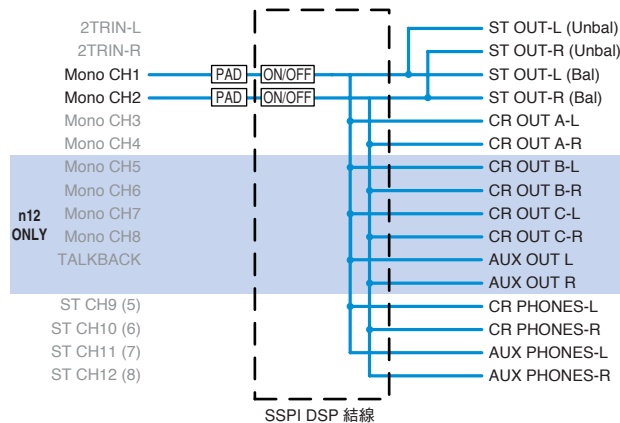 2TRIN-L
2TRIN-R
Mono CH1
Mono CH2
Mono CH3
Mono CH4
Mono CH5
Mono CH6
Mono CH7
Mono CH8
TALKBACK
ST CH9 (5)
ST CH10 (6)
ST CH11 (7)
ST CH12 (8)
n12
ONLY
PAD
ON/OFF
PAD
ON/OFF
ST OUT-L (Unbal)
ST OUT-R (Unbal)
ST OUT-L (Bal)
ST OUT-R (Bal)
CR OUT A-L
CR OUT A-R
CR OUT B-L
CR OUT B-R
CR OUT C-L
CR OUT C-R
AUX OUT L
AUX OUT R
CR PHONES-L
CR PHONES-R
AUX PHONES-L
AUX PHONES-R
SSPI DSP 結線